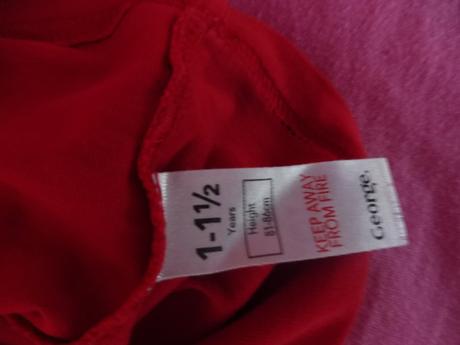 1-1½
Years
Height
81-86cm
KEEP AWAY
FROM FIRE
George.